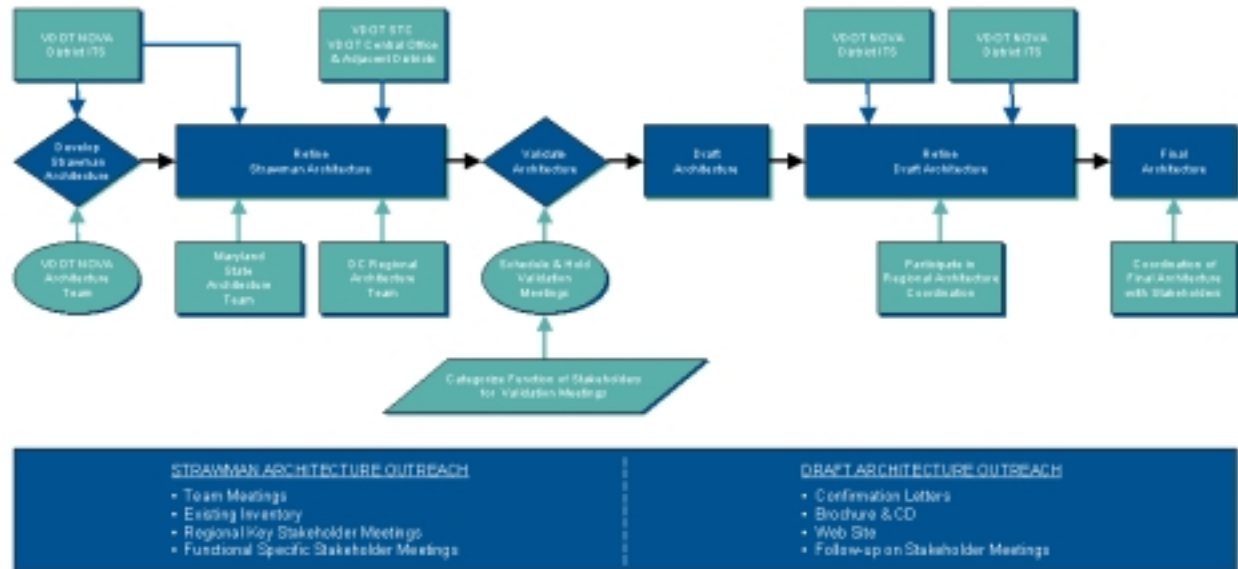 VDOT NOVA
District ITS
VDOT STC
VDOT Central Office
& Adjacent Districts
VDOT NOVA
District ITS
VDOT NOVA
District ITS
Develop
Strawman
Architecture
Refine
Strawman Architecture
Validate
Architecture
Draft
Architecture
Refine
Draft Architecture
Final
Architecture
VDOT NOVA
Architecture
Team
Maryland
State
Architecture
Team
DC Regional
Architecture
Team
Schedule & Hold
Validation
Meetings
Participate in
Regional Architecture
Coordination
Coordination of
Final Architecture
with Stakeholders
Categorize Function of Stakeholders
for Validation Meetings
STRAWMAN ARCHITECTURE OUTREACH
• Team Meetings
• Existing Inventory
• Regional Key Stakeholder Meetings
• Functional Specific Stakeholder Meetings
DRAFT ARCHITECTURE OUTREACH
• Confirmation Letters
• Brochure & CD
• Web Site
• Follow-up on Stakeholder Meetings